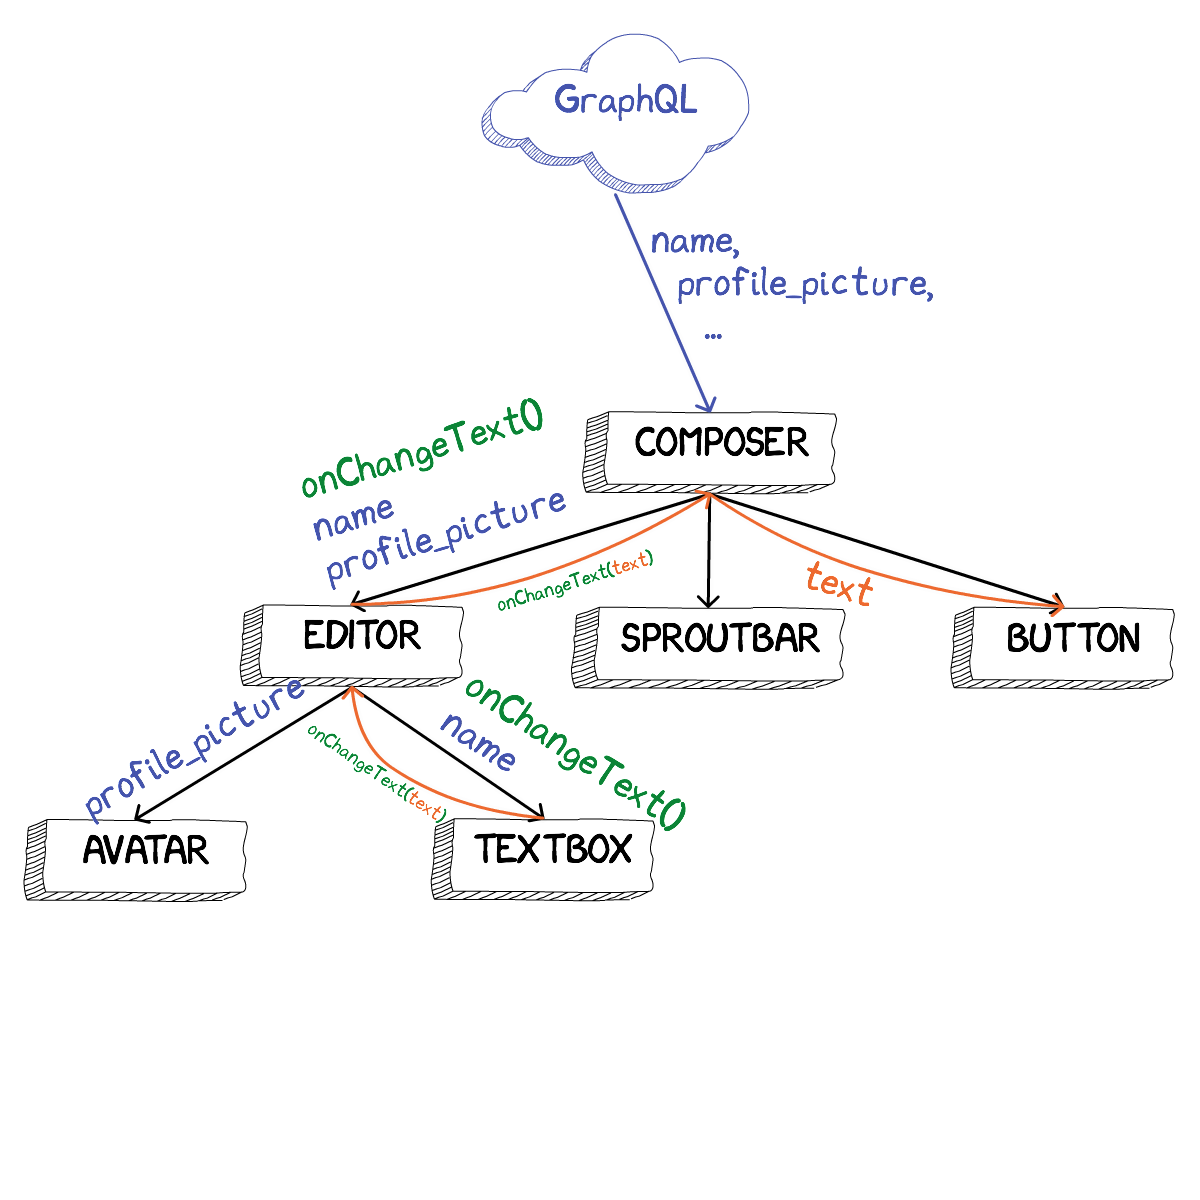 GraphQL
name,
profile_picture,
...
COMPOSER
onChangeText()
name
profile_picture
onChangeText(text)
text
EDITOR
SPROUTBAR
BUTTON
profile_picture
onChangeText(text)
name
onChangeText()
AVATAR
TEXTBOX